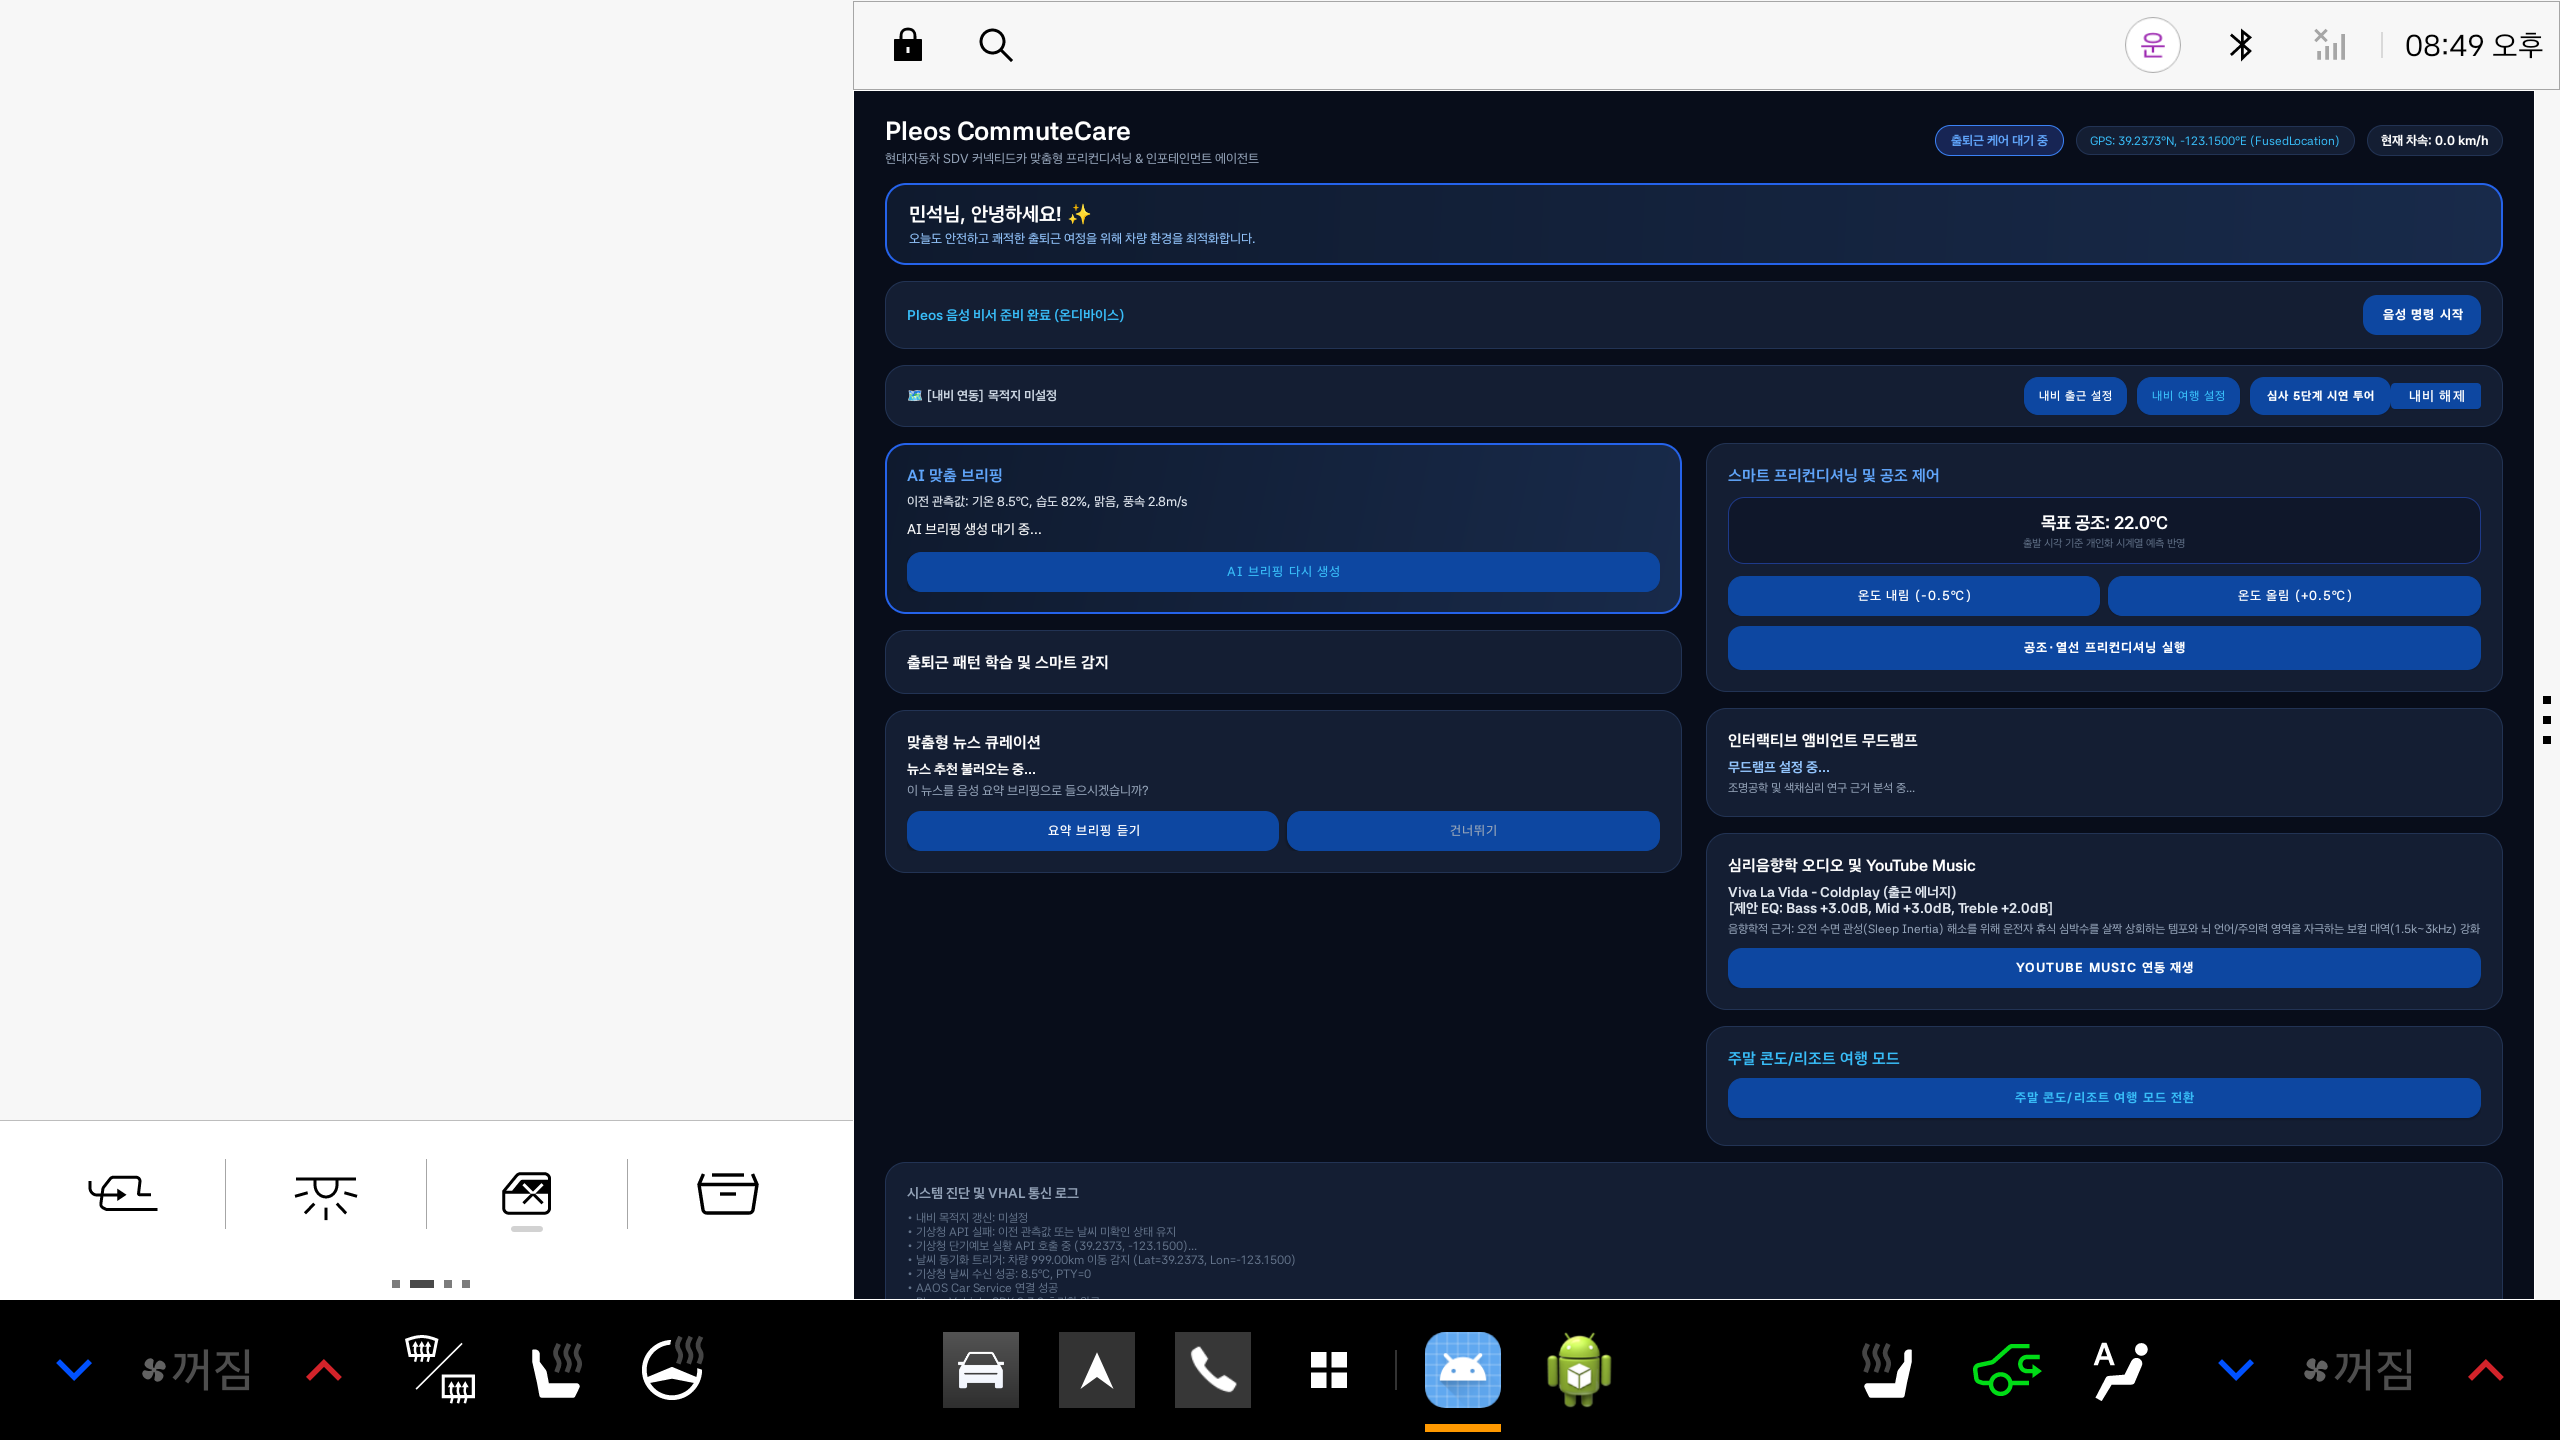 운
08:49 오후
Pleos CommuteCare
현대자동차 SDV 커넥티드카 맞춤형 프리컨디셔닝 & 인포테인먼트 에이전트
출퇴근 케어 대기 중
GPS: 39.2373°N, -123.1500°E (FusedLocation)
현재 차속: 0.0 km/h
민석님, 안녕하세요! ✨
오늘도 안전하고 쾌적한 출퇴근 여정을 위해 차량 환경을 최적화합니다.
Pleos 음성 비서 준비 완료 (온디바이스)
음성 명령 시작
[내비 연동] 목적지 미설정
내비 출근 설정
내비 여행 설정
심사 5단계 시연 투어
내비 해제
AI 맞춤 브리핑
이전 관측값: 기온 8.5°C, 습도 82%, 맑음, 풍속 2.8m/s
AI 브리핑 생성 대기 중...
AI 브리핑 다시 생성
출퇴근 패턴 학습 및 스마트 감지
맞춤형 뉴스 큐레이션
뉴스 추천 불러오는 중...
이 뉴스를 음성 요약 브리핑으로 들으시겠습니까?
요약 브리핑 듣기
건너뛰기
스마트 프리컨디셔닝 및 공조 제어
목표 공조: 22.0°C
출발 시각 기준 개인화 시계열 예측 반영
온도 내림 (-0.5°C)
온도 올림 (+0.5°C)
공조·열선 프리컨디셔닝 실행
인터랙티브 앰비언트 무드램프
무드램프 설정 중...
조명공학 및 색채심리 연구 근거 분석 중...
심리음향학 오디오 및 YouTube Music
Viva La Vida - Coldplay (출근 에너지)
[제안 EQ: Bass +3.0dB, Mid +3.0dB, Treble +2.0dB]
음향학적 근거: 오전 수면 관성(Sleep Inertia) 해소를 위해 운전자 휴식 심박수를 살짝 상회하는 템포와 뇌 언어/주의력 영역을 자극하는 보컬 대역(1.5k~3kHz) 강화
YOUTUBE MUSIC 연동 재생
주말 콘도/리조트 여행 모드
주말 콘도/리조트 여행 모드 전환
시스템 진단 및 VHAL 통신 로그
• 내비 목적지 갱신: 미설정
• 기상청 API 실패: 이전 관측값 또는 날씨 미확인 상태 유지
• 기상청 단기예보 실황 API 호출 중 (39.2373, -123.1500)...
• 날씨 동기화 트리거: 차량 999.00km 이동 감지 (Lat=39.2373, Lon=-123.1500)
• 기상청 날씨 수신 성공: 8.5°C, PTY=0
• AAOS Car Service 연결 성공
꺼짐
A
꺼짐